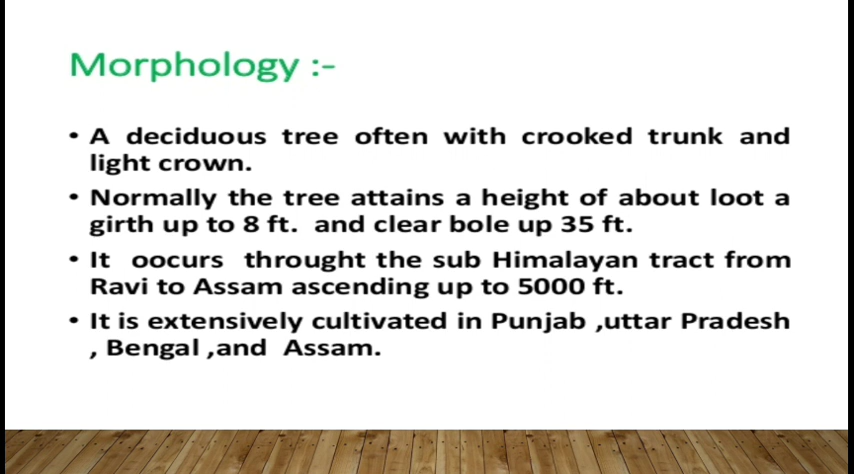 Morphology :-
• A deciduous tree often with crooked trunk and
light crown.
• Normally the tree attains a height of about loot a
girth up to 8 ft. and clear bole up 35 ft.
• It oocurs throught the sub Himalayan tract from
Ravi to Assam ascending up to 5000 ft.
• It is extensively cultivated in Punjab ,uttar Pradesh
, Bengal ,and Assam.